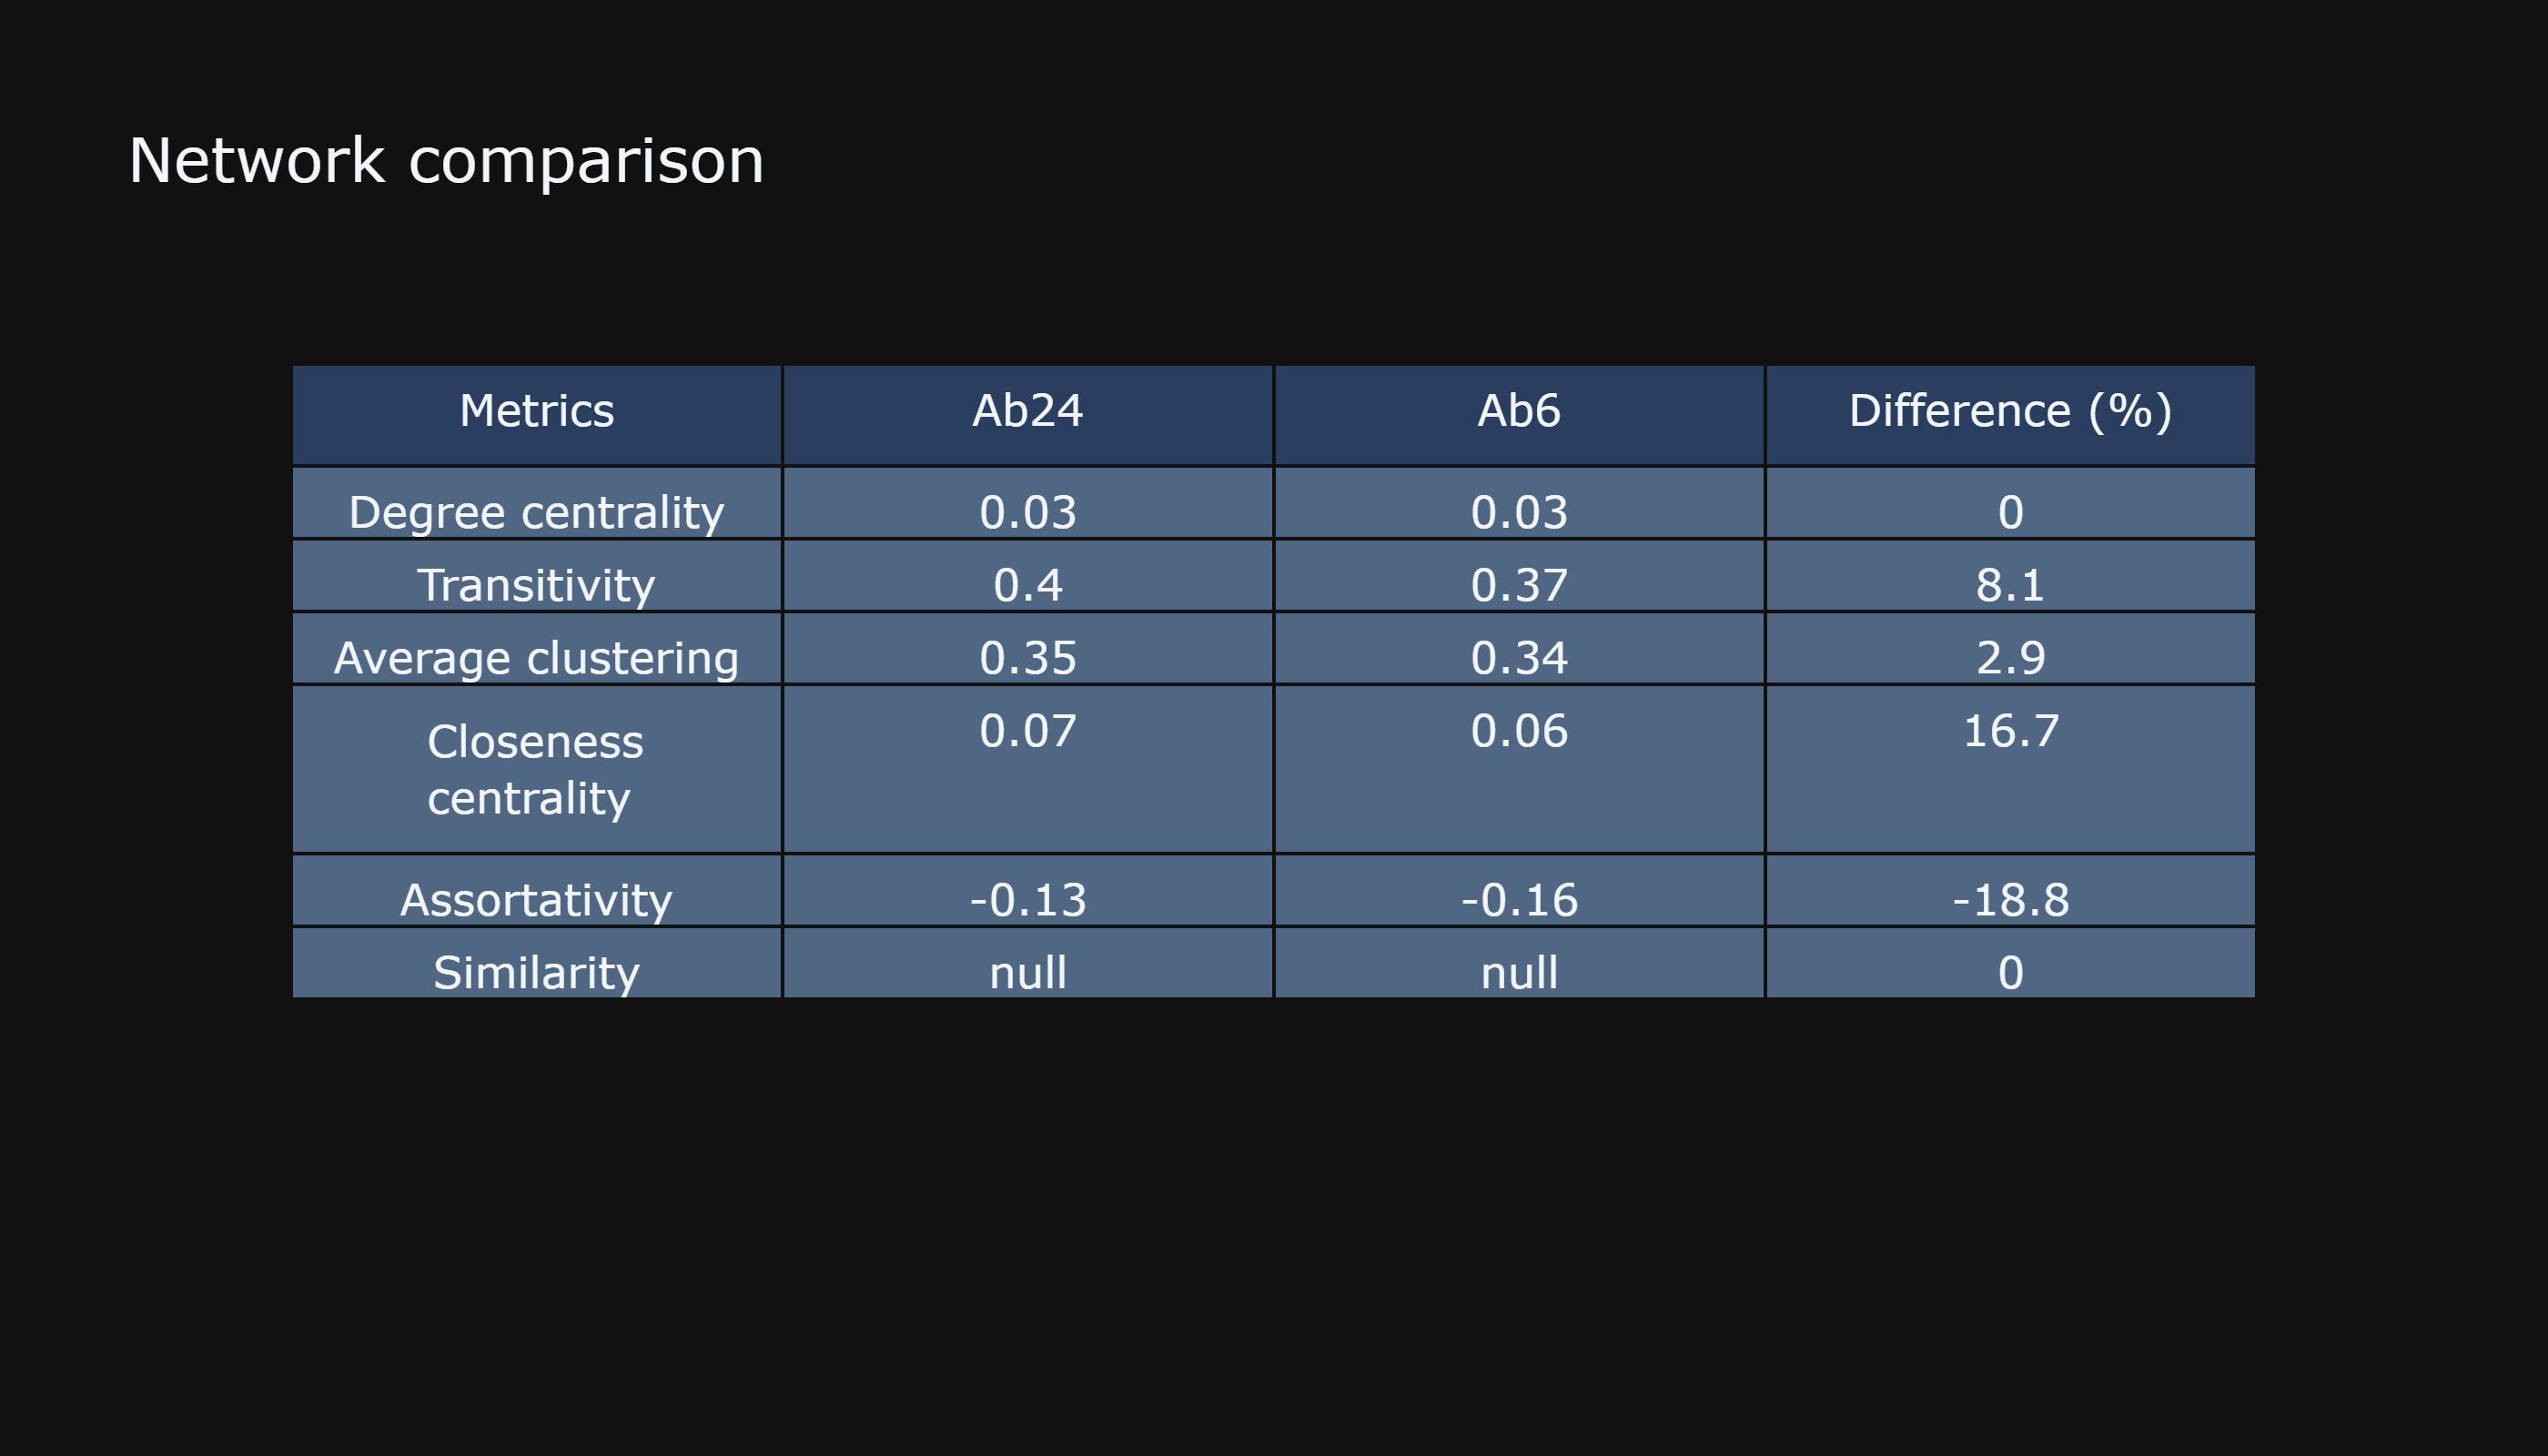 Network comparison
Metrics Ab24 Ab6 Difference (%)
Degree centrality 0.03 0.03 0
Transitivity 0.4 0.37 8.1
Average clustering 0.35 0.34 2.9
Closeness 0.07 0.06 16.7
centrality
Assortativity -0.13 -0.16 -18.8
Similarity null null 0